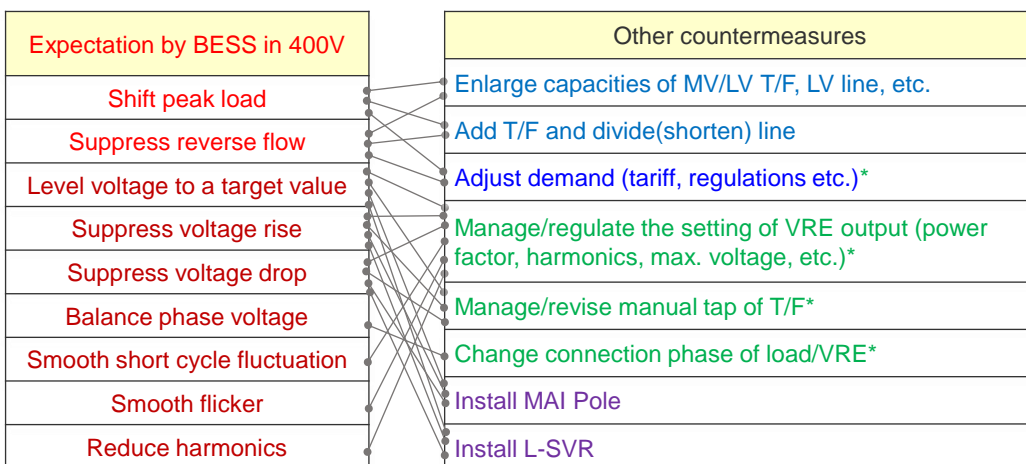 Expectation by BESS in 400V
Shift peak load
Suppress reverse flow
Level voltage to a target value
Suppress voltage rise
Suppress voltage drop
Balance phase voltage
Smooth short cycle fluctuation
Smooth flicker
Reduce harmonics
Other countermeasures
Enlarge capacities of MV/LV T/F, LV line, etc.
Add T/F and divide(shorten) line
Adjust demand (tariff, regulations etc.)*
Manage/regulate the setting of VRE output (power
factor, harmonics, max. voltage, etc.)*
Manage/revise manual tap of T/F*
Change connection phase of load/VRE*
Install MAI Pole
Install L-SVR